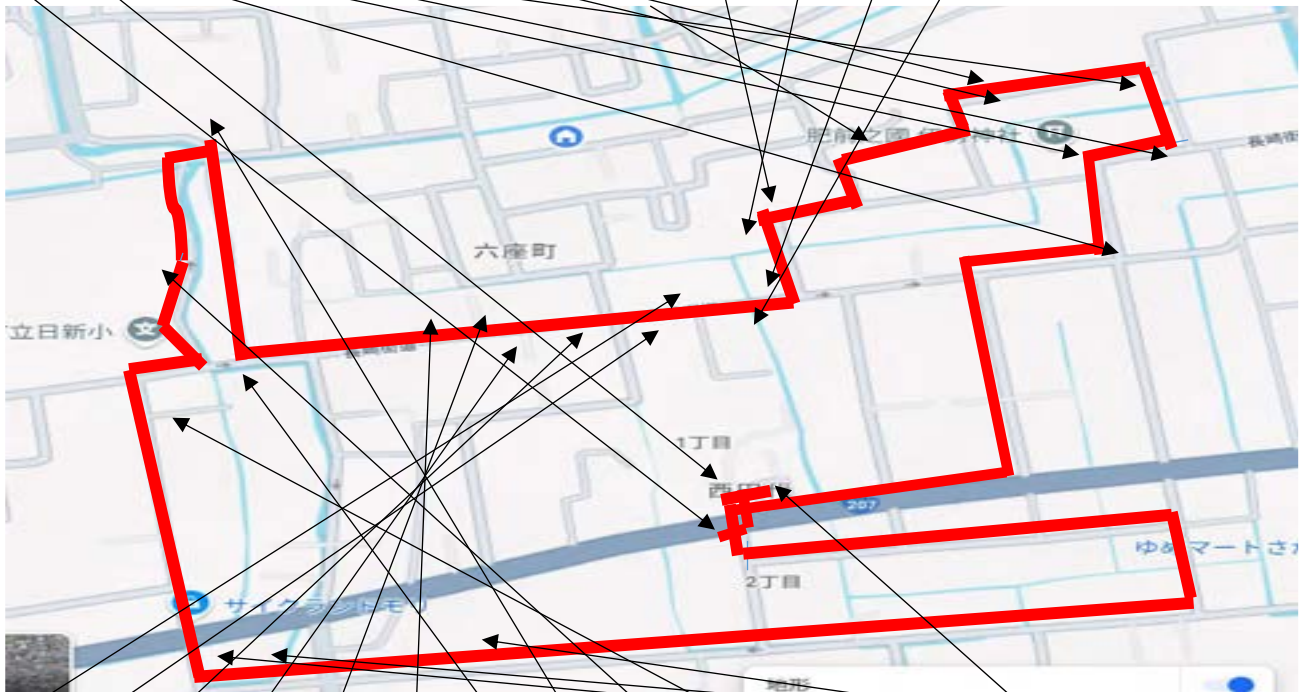 肥前之國
神社
長崎街
六座町
立日新小
長崎街道
1丁目
西田代
207
ゆめマートさが
2丁目
サイクランドモリ
地形